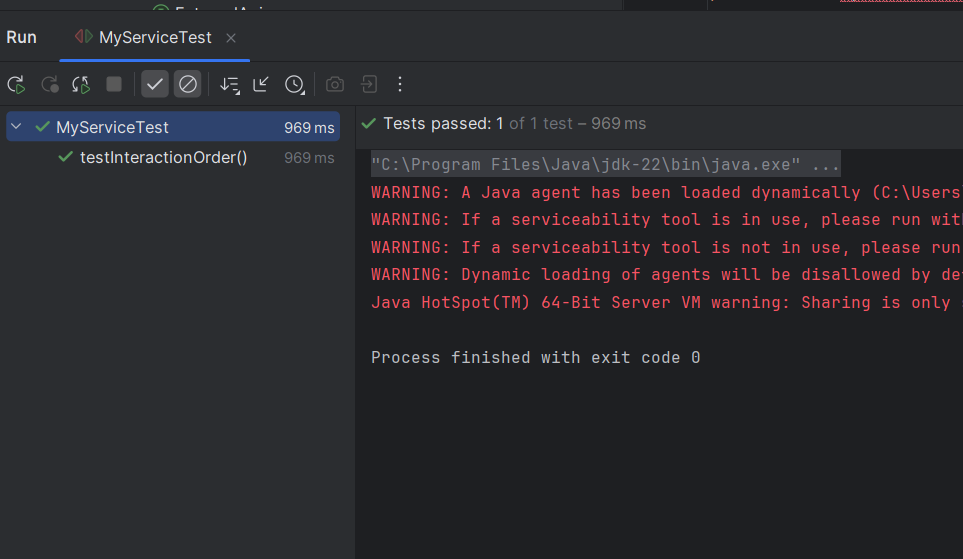 Run
MyServiceTest
MyServiceTest 969 ms
testInteractionOrder() 969 ms
Tests passed: 1 of 1 test – 969 ms
"C:\Program Files\Java\jdk-22\bin\java.exe" ...
WARNING: A Java agent has been loaded dynamically (C:\Users
WARNING: If a serviceability tool is in use, please run with
WARNING: If a serviceability tool is not in use, please run
WARNING: Dynamic loading of agents will be disallowed by de
Java HotSpot(TM) 64-Bit Server VM warning: Sharing is only
Process finished with exit code 0